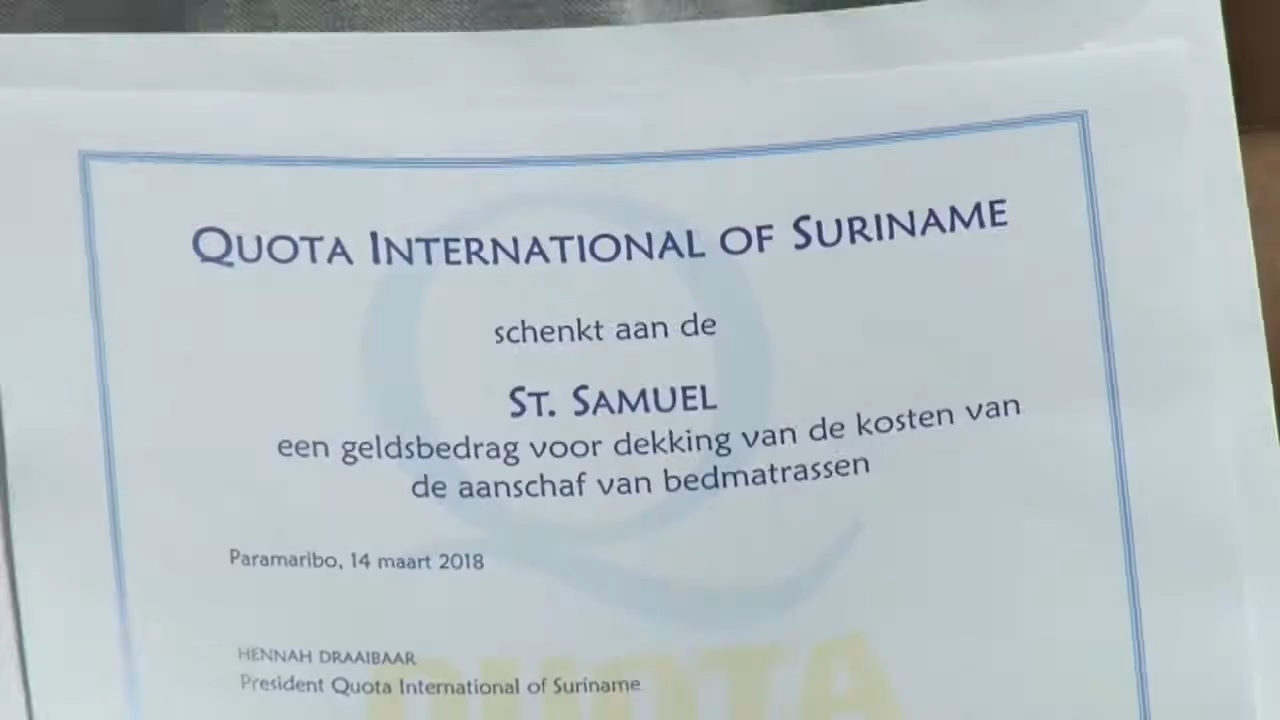 QUOTA INTERNATIONAL OF SURINAME
schenkt aan de
ST. SAMUEL
een geldsbedrag voor dekking van de kosten van
de aanschaf van bedmatrassen
Paramaribo, 14 maart 2018
HENNAH DRAAIBAAR
President Quota International of Suriname
QUOTA